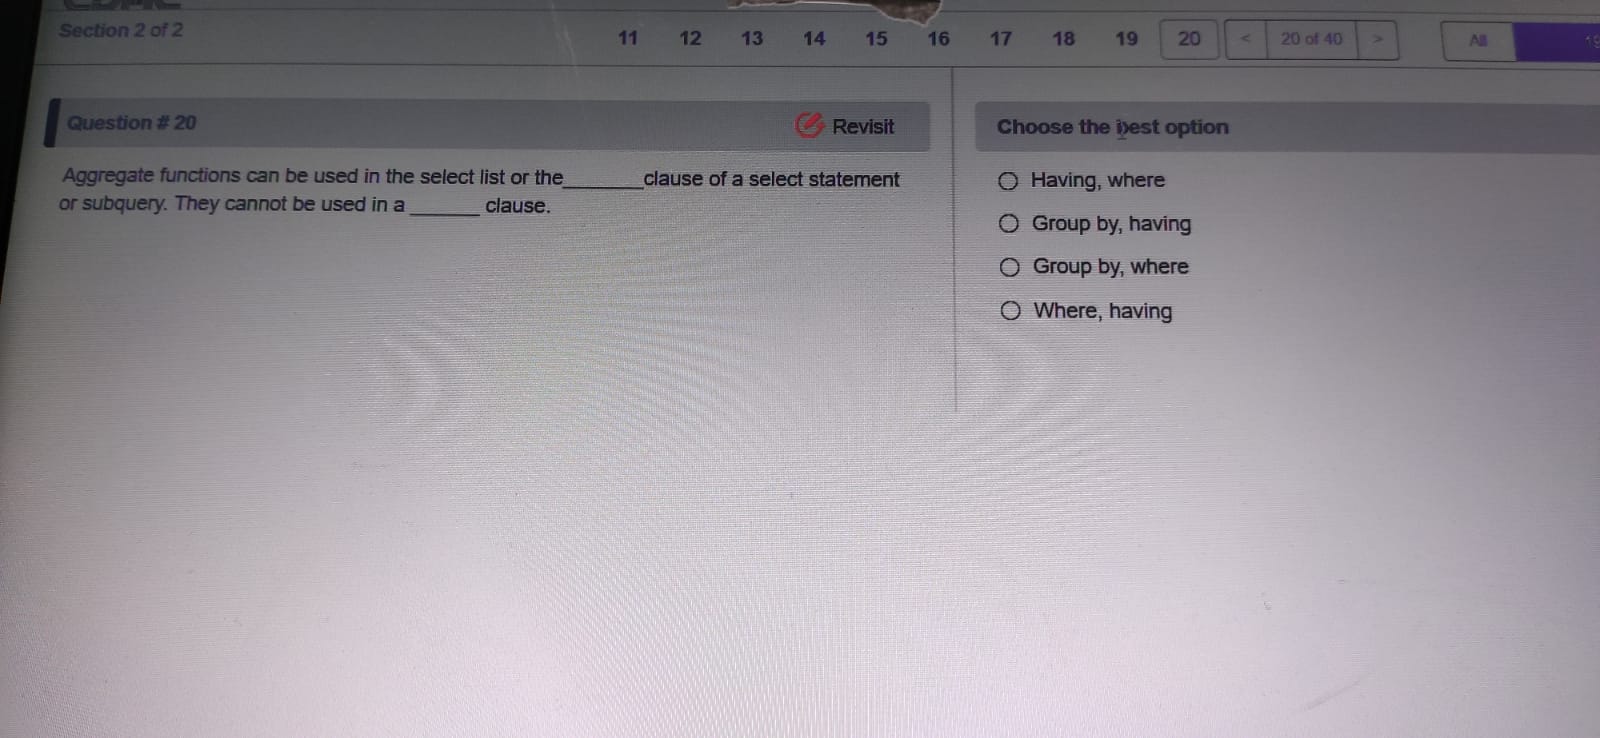 Section 2 of 2
11 12 13 14 15 16 17 18 19 20 < 20 of 40 > All
Question # 20
Revisit
Aggregate functions can be used in the select list or the_______clause of a select statement
or subquery. They cannot be used in a ______ clause.
Choose the best option
Having, where
Group by, having
Group by, where
Where, having